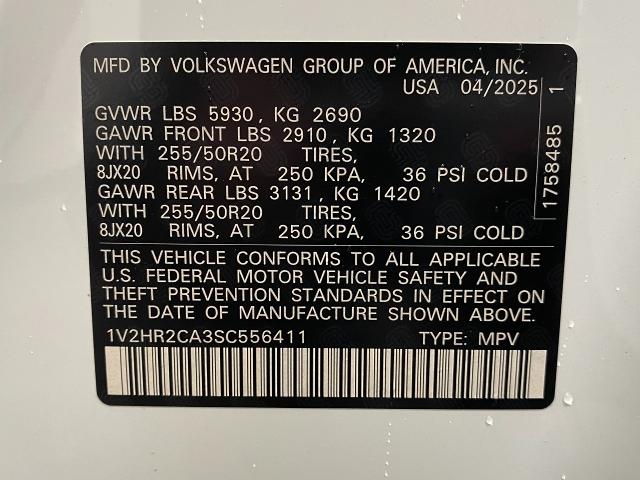 MFD BY VOLKSWAGEN GROUP OF AMERICA, INC.
USA 04/2025
GVWR LBS 5930, KG 2690
GAWR FRONT LBS 2910, KG 1320
WITH 255/50R20 TIRES,
8JX20 RIMS, AT 250 KPA, 36 PSI COLD
GAWR REAR LBS 3131, KG 1420
WITH 255/50R20 TIRES,
8JX20 RIMS, AT 250 KPA, 36 PSI COLD
THIS VEHICLE CONFORMS TO ALL APPLICABLE
U.S. FEDERAL MOTOR VEHICLE SAFETY AND
THEFT PREVENTION STANDARDS IN EFFECT ON
THE DATE OF MANUFACTURE SHOWN ABOVE.
1V2HR2CA3SC556411 TYPE: MPV
1758485 1